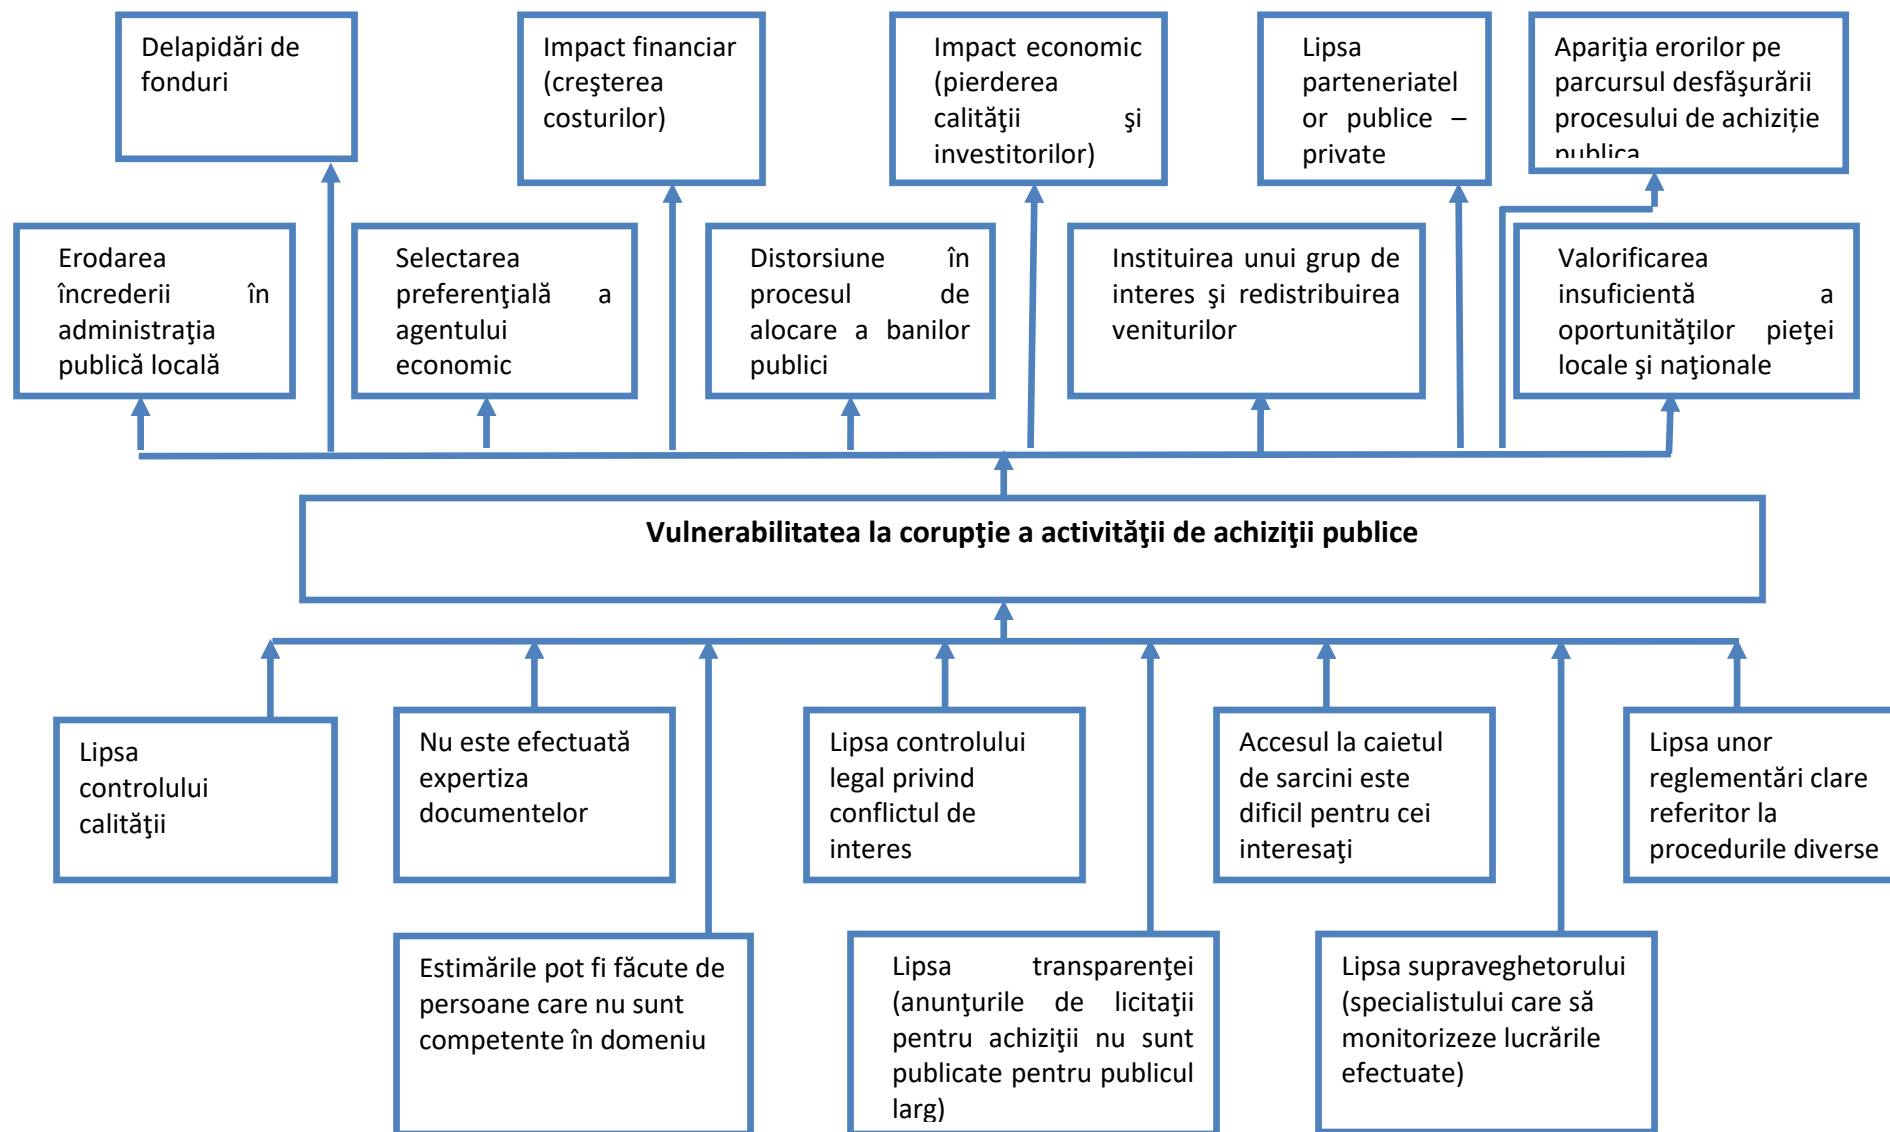 Delapidări de
fonduri
Impact financiar
(creşterea
costurilor)
Impact economic
(pierderea
calităţii şi
investitorilor)
Lipsa
parteneriatel
or publice –
private
Apariţia erorilor pe
parcursul desfăşurării
procesului de achiziție
publica
Erodarea
încrederii în
administraţia
publică locală
Selectarea
preferenţială a
agentului
economic
Distorsiune în
procesul de
alocare a banilor
publici
Instituirea unui grup de
interes şi redistribuirea
veniturilor
Valorificarea
insuficientă a
oportunităţilor pieţei
locale şi naţionale
Vulnerabilitatea la corupţie a activităţii de achiziţii publice
Lipsa
controlului
calităţii
Nu este efectuată
expertiza
documentelor
Lipsa controlului
legal privind
conflictul de
interes
Accesul la caietul
de sarcini este
dificil pentru cei
interesaţi
Lipsa unor
reglementări clare
referitor la
procedurile diverse
Estimările pot fi făcute de
persoane care nu sunt
competente în domeniu
Lipsa transparenţei
(anunţurile de licitaţii
pentru achiziţii nu sunt
publicate pentru publicul
larg)
Lipsa supraveghetorului
(specialistului care să
monitorizeze lucrările
efectuate)